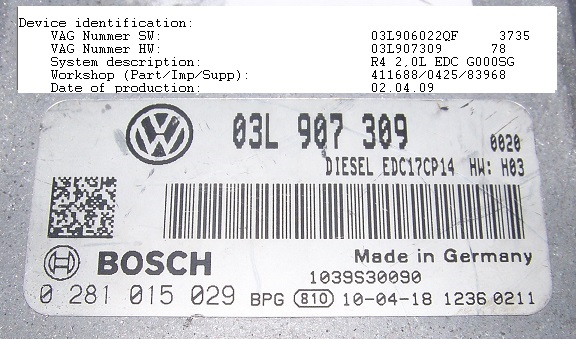 Device identification:
VAG Nummer SW: 03L906022QF 3735
VAG Nummer HW: 03L907309 78
System description: R4 2,0L EDC G000SG
Workshop (Part/Imp/Supp): 411688/0425/83968
Date of production: 02.04.09
03L 907 309 0020
DIESEL EDC17CP14 HW: H03
BOSCH Made in Germany
1039S30090
0 281 015 029 BPG 810 10-04-18 1236 0211